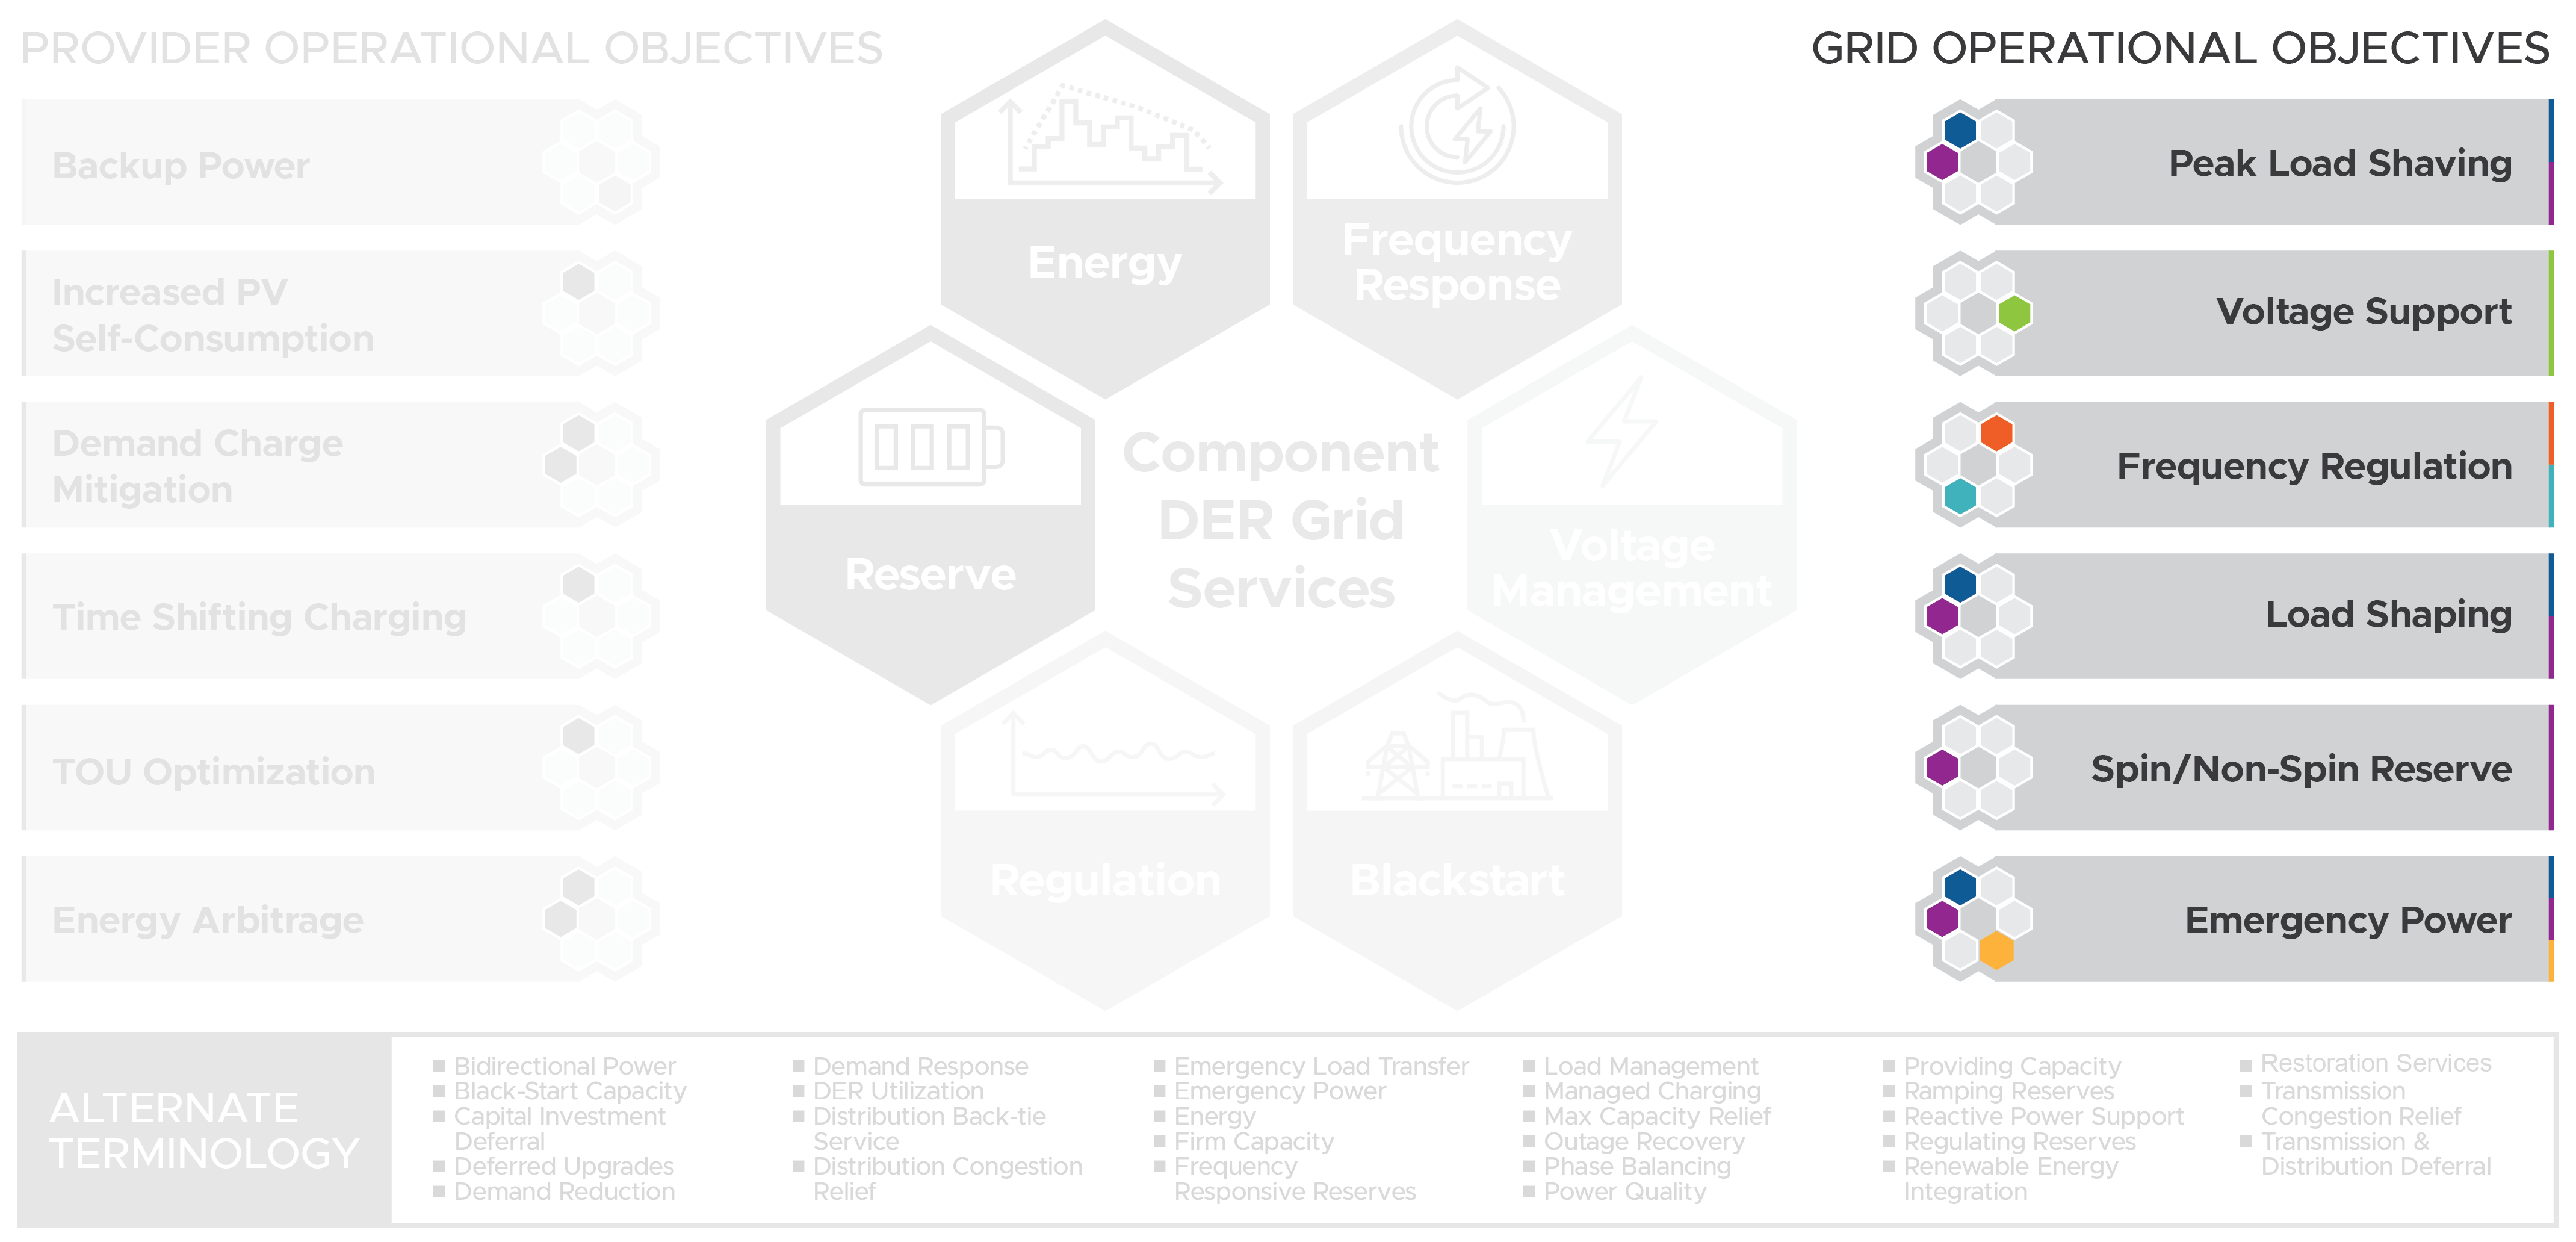 PROVIDER OPERATIONAL OBJECTIVES
Backup Power
Increased PV
Self-Consumption
Demand Charge
Mitigation
Time Shifting Charging
TOU Optimization
Energy Arbitrage
Energy
Frequency
Response
Reserve
Component
DER Grid
Services
Voltage
Management
Regulation
Blackstart
GRID OPERATIONAL OBJECTIVES
Peak Load Shaving
Voltage Support
Frequency Regulation
Load Shaping
Spin/Non-Spin Reserve
Emergency Power
ALTERNATE
TERMINOLOGY
Bidirectional Power
Black-Start Capacity
Capital Investment
Deferral
Deferred Upgrades
Demand Reduction
Demand Response
DER Utilization
Distribution Back-tie
Service
Distribution Congestion
Relief
Emergency Load Transfer
Emergency Power
Energy
Firm Capacity
Frequency
Responsive Reserves
Load Management
Managed Charging
Max Capacity Relief
Outage Recovery
Phase Balancing
Power Quality
Providing Capacity
Ramping Reserves
Reactive Power Support
Regulating Reserves
Renewable Energy
Integration
Restoration Services
Transmission
Congestion Relief
Transmission &
Distribution Deferral